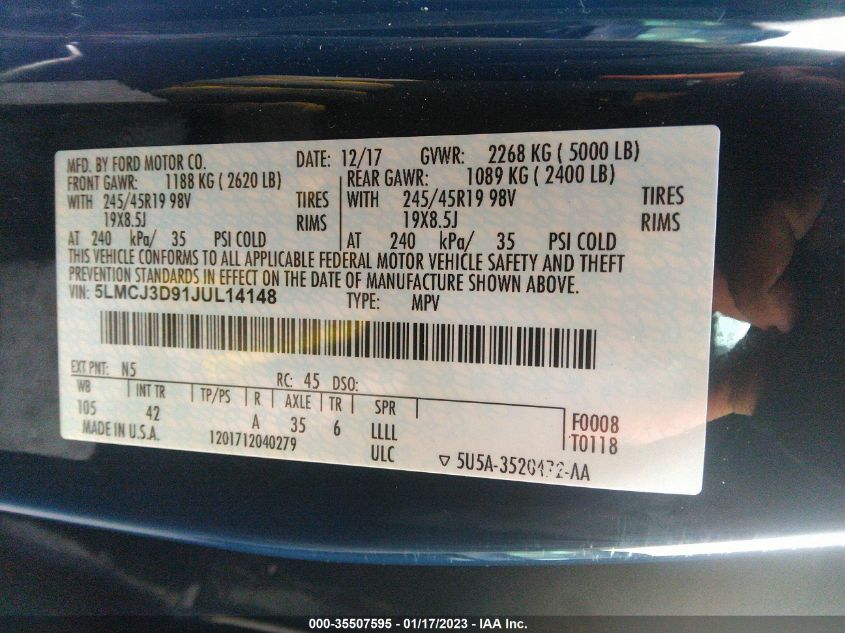 MFD. BY FORD MOTOR CO. DATE: 12/17 GVWR: 2268 KG ( 5000 LB)
FRONT GAWR: 1188 KG ( 2620 LB) REAR GAWR: 1089 KG ( 2400 LB)
WITH 245/45R19 98V TIRES WITH 245/45R19 98V TIRES
19X8.5J RIMS 19X8.5J RIMS
AT 240 kPa/ 35 PSI COLD AT 240 kPa/ 35 PSI COLD
THIS VEHICLE CONFORMS TO ALL APPLICABLE FEDERAL MOTOR VEHICLE SAFETY AND THEFT
PREVENTION STANDARDS IN EFFECT ON THE DATE OF MANUFACTURE SHOWN ABOVE.
VIN: 5LMCJ3D91JUL14148 TYPE: MPV
EXT PNT: N5 RC: 45 DSO:
WB INT TR TP/PS R AXLE TR SPR
105 42 A 35 6 LLLL F0008
MADE IN U.S.A. 1201712040279 ULC T0118
5U5A-3520472-AA
000-35507595 - 01/17/2023 - IAA Inc.